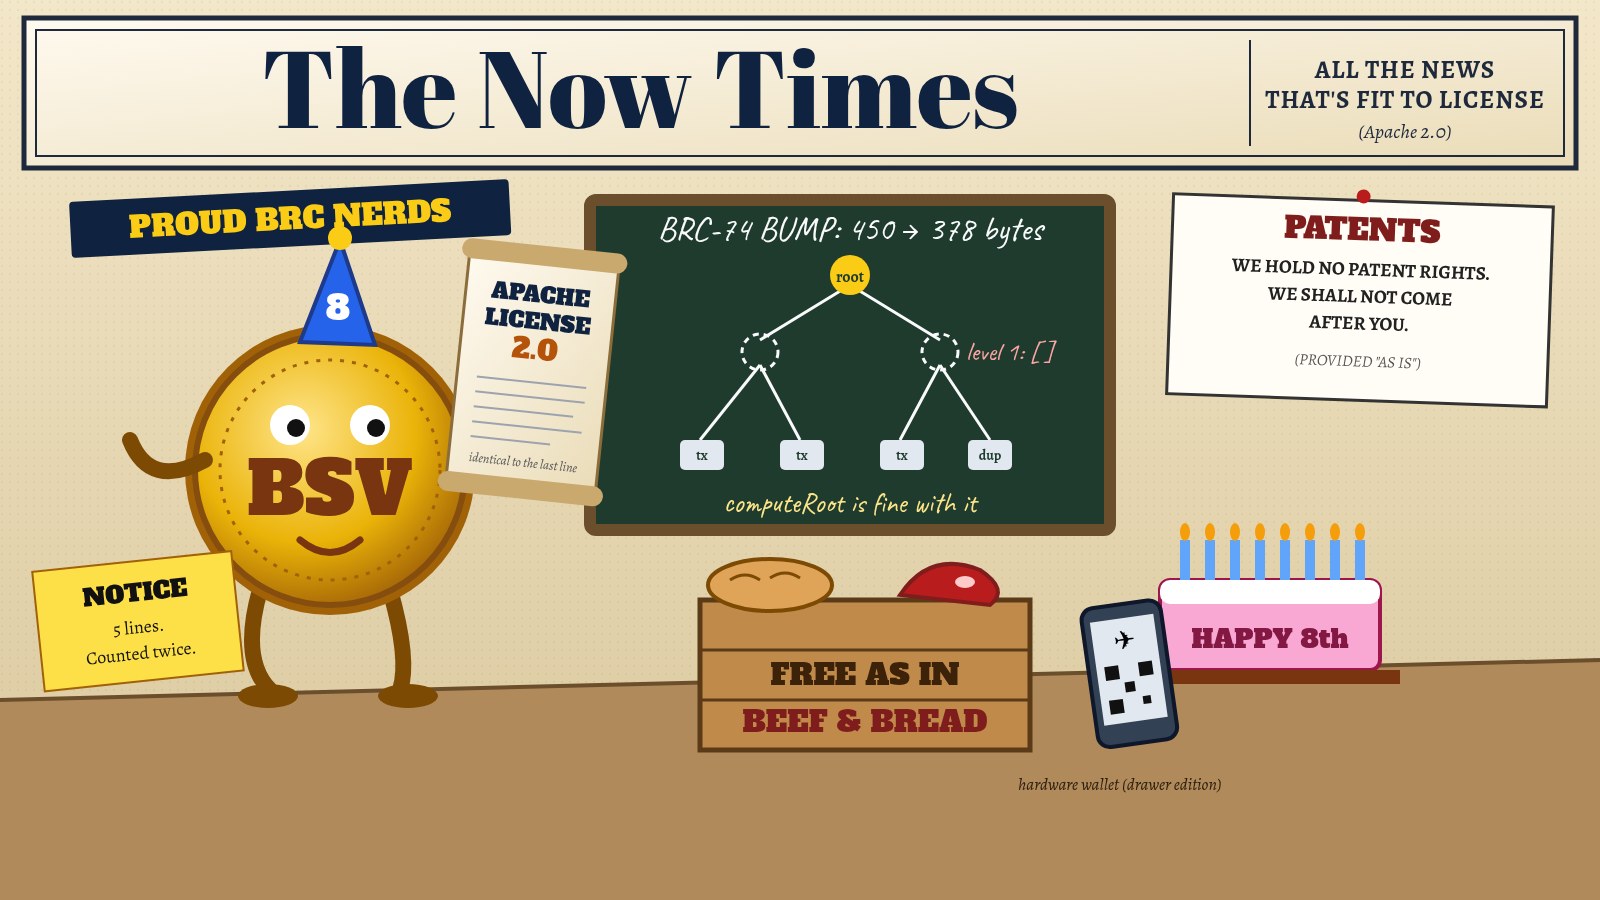 The Now Times
ALL THE NEWS
THAT'S FIT TO LICENSE
(Apache 2.0)
PROUD BRC NERDS
8
BSV
APACHE
LICENSE
2.0
identical to the last line
BRC-74 BUMP: 450 → 378 bytes
root
level 1: []
tx
tx
tx
dup
computeRoot is fine with it
PATENTS
WE HOLD NO PATENT RIGHTS.
WE SHALL NOT COME
AFTER YOU.
(PROVIDED "AS IS")
NOTICE
5 lines.
Counted twice.
FREE AS IN
BEEF & BREAD
HAPPY 8th
hardware wallet (drawer edition)